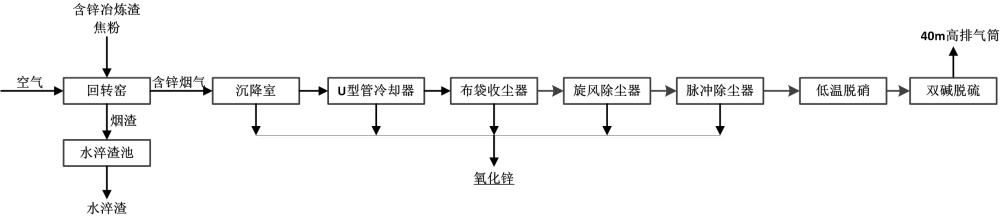 含锌冶炼渣
焦粉
40m高排气筒
空气
回转窑
含锌烟气
沉降室
U型管冷却器
布袋收尘器
旋风除尘器
脉冲除尘器
低温脱硝
双碱脱硫
烟渣
水淬渣池
氧化锌
水淬渣